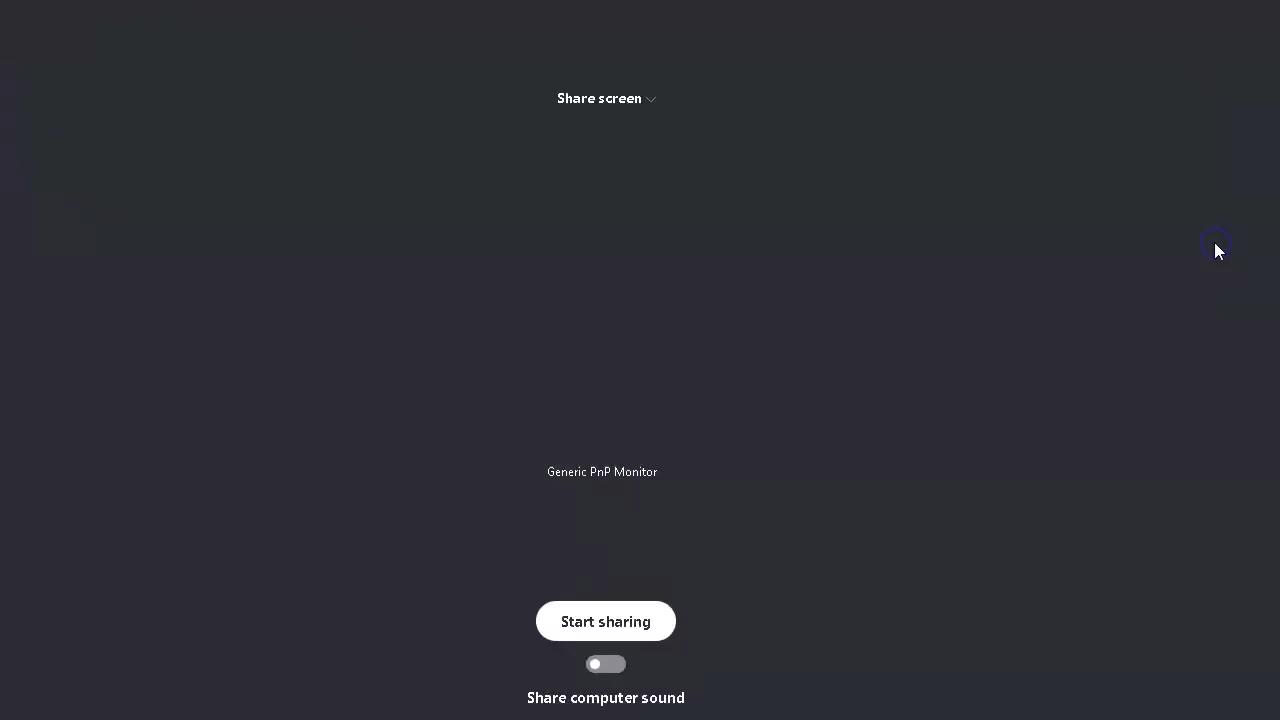 Share screen
Generic PnP Monitor
Start sharing
Share computer sound